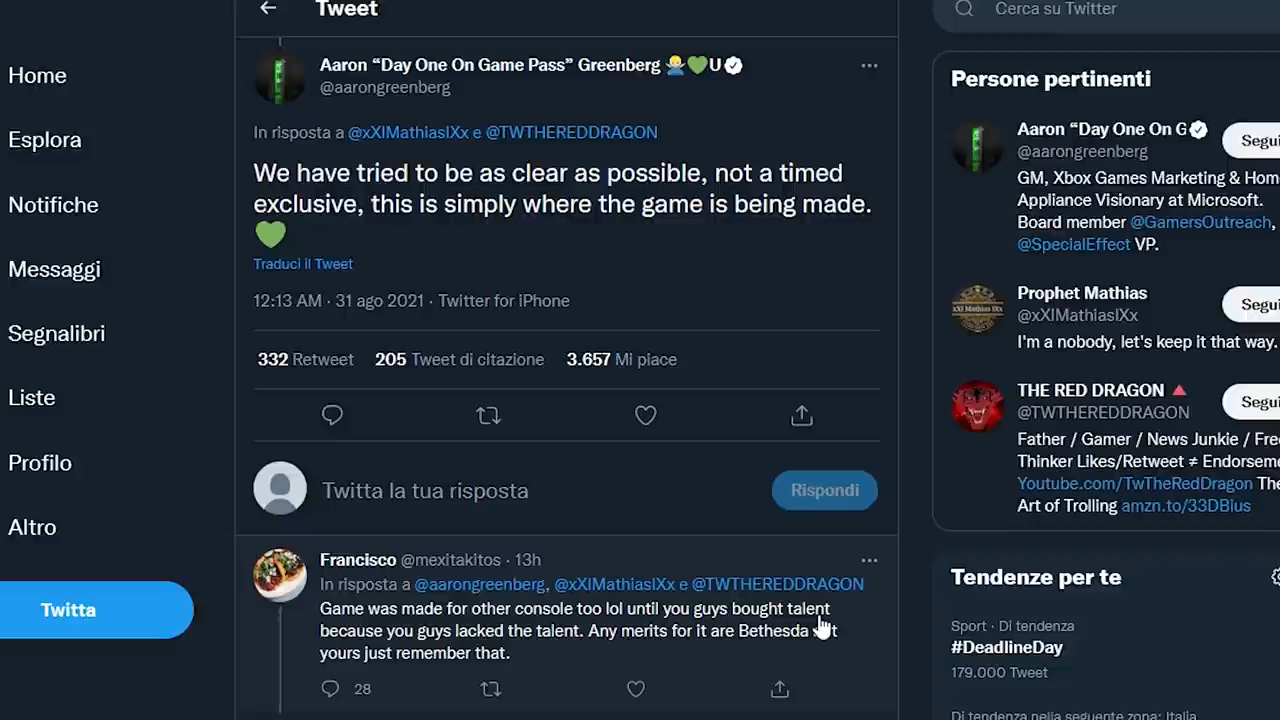 Tweet
Cerca su Twitter
Home
Esplora
Notifiche
Messaggi
Segnalibri
Liste
Profilo
Altro
Twitta
Aaron “Day One On Game Pass” Greenberg 🙅‍♂️💚U
@aarongreenberg
In risposta a @xXIMathiasIXx e @TWTHEREDDRAGON
We have tried to be as clear as possible, not a timed
exclusive, this is simply where the game is being made.
💚
Traduci il Tweet
12:13 AM · 31 ago 2021 · Twitter for iPhone
332 Retweet 205 Tweet di citazione 3.657 Mi piace
Twitta la tua risposta
Rispondi
Francisco @mexitakitos · 13h
In risposta a @aarongreenberg, @xXIMathiasIXx e @TWTHEREDDRAGON
Game was made for other console too lol until you guys bought talent
because you guys lacked the talent. Any merits for it are Bethesda
yours just remember that.
28
Persone pertinenti
Aaron “Day One On G
@aarongreenberg
Segui
GM, Xbox Games Marketing & Hom
Appliance Visionary at Microsoft.
Board member @GamersOutreach,
@SpecialEffect VP.
Prophet Mathias
@xXIMathiasIXx
Segui
I'm a nobody, let's keep it that way.
THE RED DRAGON 🔺
@TWTHEREDDRAGON
Segui
Father / Gamer / News Junkie / Fre
Thinker Likes/Retweet ≠ Endorseme
Youtube.com/TwTheRedDragon The
Art of Trolling amzn.to/33DBius
Tendenze per te
Sport · Di tendenza
#DeadlineDay
179.000 Tweet
Di tendenza nella seguente zona: Italia